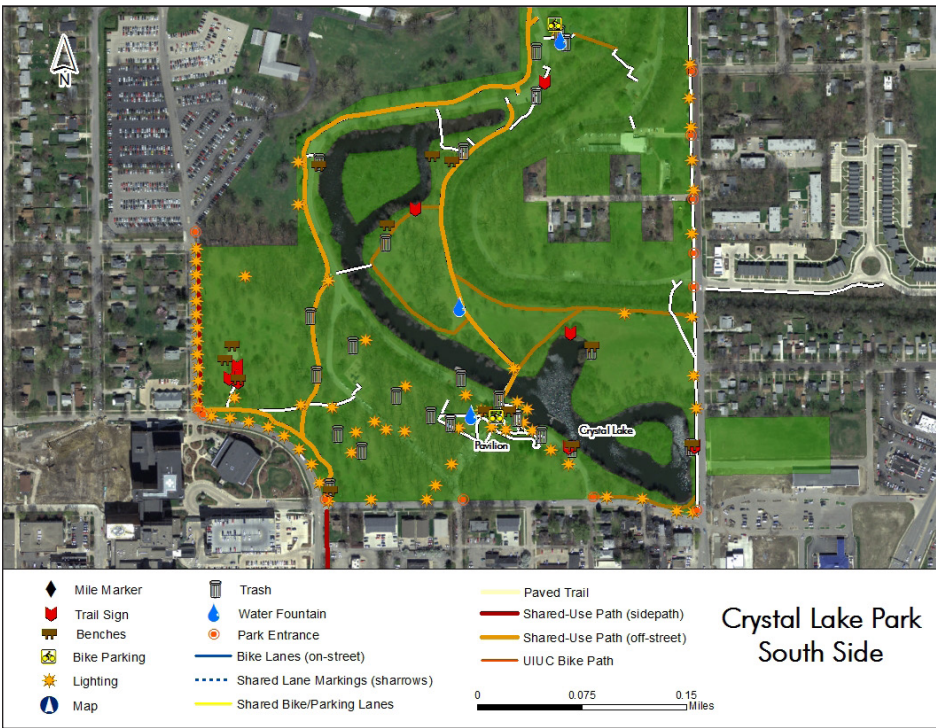 N
Pavilion
Crystal Lake
Mile Marker
Trail Sign
Benches
Bike Parking
Lighting
Map
Trash
Water Fountain
Park Entrance
Bike Lanes (on-street)
Shared Lane Markings (sharrows)
Shared Bike/Parking Lanes
Paved Trail
Shared-Use Path (sidepath)
Shared-Use Path (off-street)
UIUC Bike Path
0 0.075 0.15
Miles
Crystal Lake Park
South Side